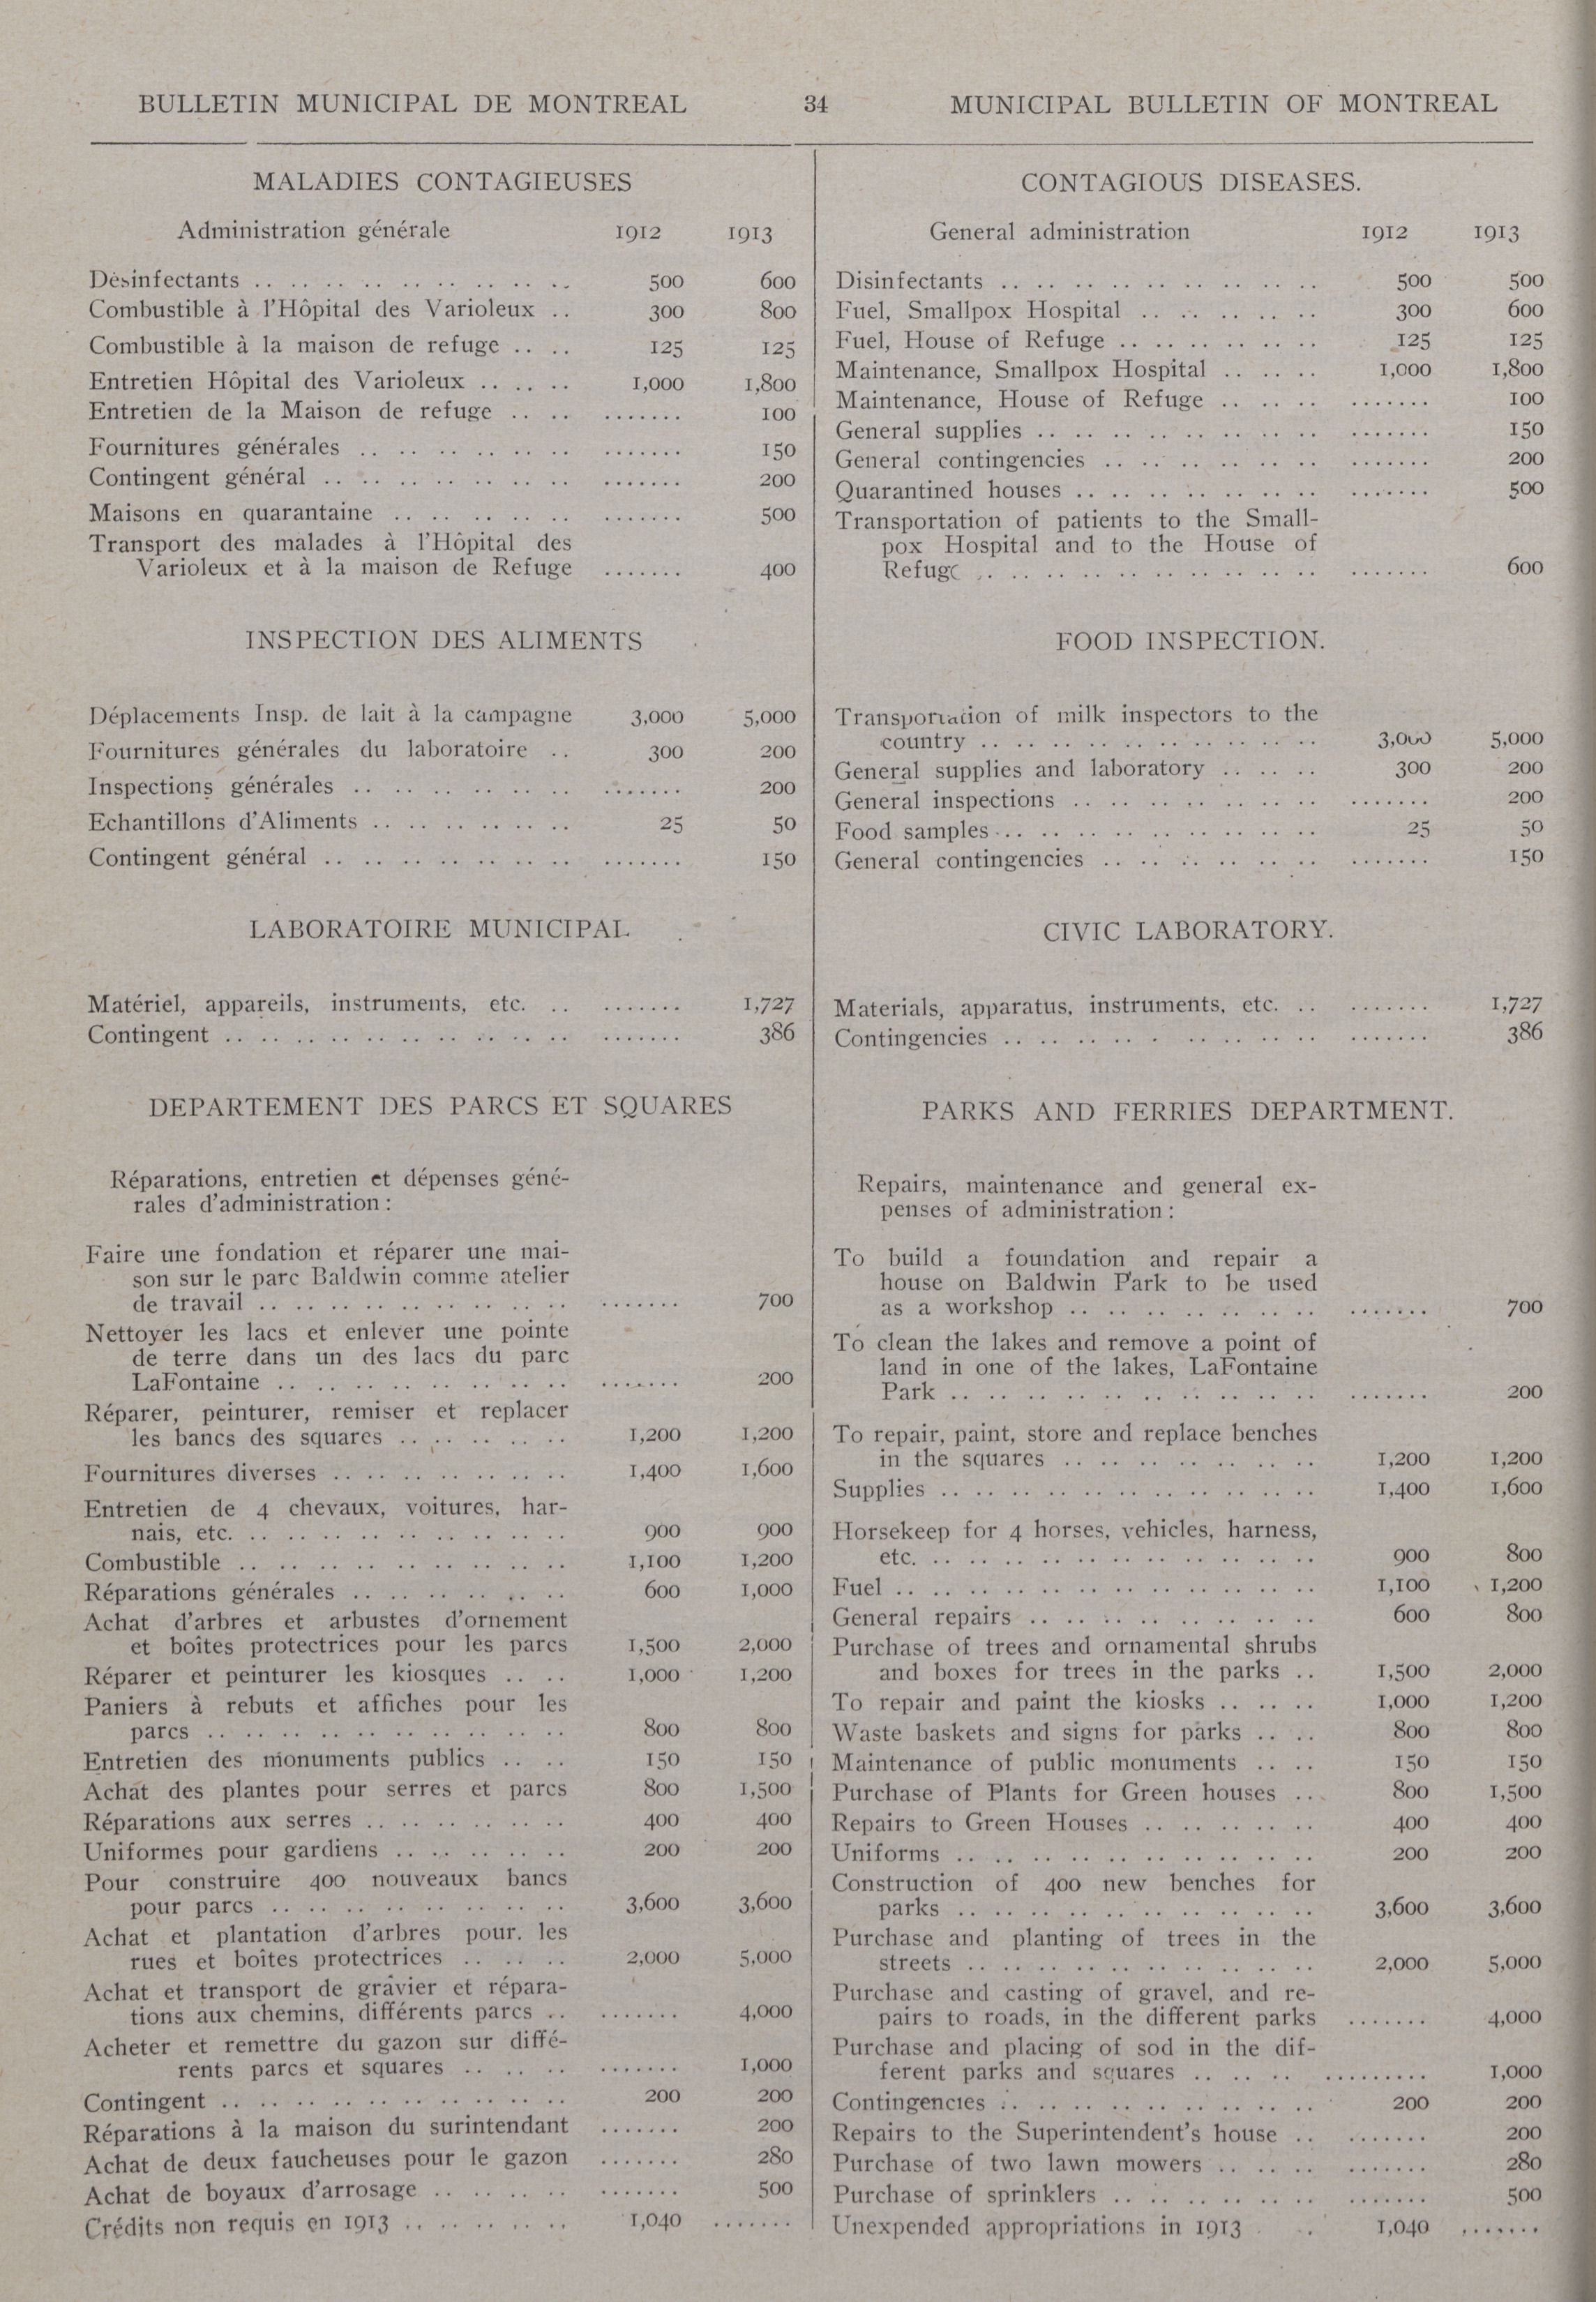 BULLETIN MUNICIPAL DE MONTREAL 34 MUNICIPAL BULLETIN OF MONTREAL
MALADIES CONTAGIEUSES
Administration générale 1912 1913
Désinfectants .. .. .. .. .. .. .. .. .. 500 600
Combustible à l'Hôpital des Varioleux .. 300 800
Combustible à la maison de refuge .. .. 125 125
Entretien Hôpital des Varioleux .. .. .. 1,000 1,800
Entretien de la Maison de refuge .. .. ....... 100
Fournitures générales .. .. .. .. .. .. ....... 150
Contingent général .. .. .. .. .. .. .. ....... 200
Maisons en quarantaine .. .. .. .. .. ....... 500
Transport des malades à l'Hôpital des
Varioleux et à la maison de Refuge ....... 400
INSPECTION DES ALIMENTS
Déplacements Insp. de lait à la campagne 3,000 5,000
Fournitures générales du laboratoire .. 300 200
Inspections générales .. .. .. .. .. .. ....... 200
Echantillons d'Aliments .. .. .. .. .. .. 25 50
Contingent général .. .. .. .. .. .. .. ....... 150
LABORATOIRE MUNICIPAL
Matériel, appareils, instruments, etc. .. ....... 1,727
Contingent .. .. .. .. .. .. .. .. .. .. ....... 386
DEPARTEMENT DES PARCS ET SQUARES
Réparations, entretien et dépenses géné-
rales d'administration :
Faire une fondation et réparer une mai-
son sur le parc Baldwin comme atelier
de travail .. .. .. .. .. .. .. .. .. ....... 700
Nettoyer les lacs et enlever une pointe
de terre dans un des lacs du parc
LaFontaine .. .. .. .. .. .. .. .. ....... 200
Réparer, peinturer, remiser et replacer
les bancs des squares .. .. .. .. .. 1,200 1,200
Fournitures diverses .. .. .. .. .. .. .. 1,400 1,600
Entretien de 4 chevaux, voitures, har-
nais, etc. .. .. .. .. .. .. .. .. .. 900 900
Combustible .. .. .. .. .. .. .. .. .. 1,100 1,200
Réparations générales .. .. .. .. .. .. 600 1,000
Achat d'arbres et arbustes d'ornement
et boîtes protectrices pour les parcs 1,500 2,000
Réparer et peinturer les kiosques .. .. 1,000 1,200
Paniers à rebuts et affiches pour les
parcs .. .. .. .. .. .. .. .. .. .. 800 800
Entretien des monuments publics .. .. 150 150
Achat des plantes pour serres et parcs 800 1,500
Réparations aux serres .. .. .. .. .. .. 400 400
Uniformes pour gardiens .. .. .. .. .. 200 200
Pour construire 400 nouveaux bancs
pour parcs .. .. .. .. .. .. .. .. 3,600 3,600
Achat et plantation d'arbres pour. les
rues et boîtes protectrices .. .. .. 2,000 5,000
Achat et transport de gravier et répara-
tions aux chemins, différents parcs .. ....... 4,000
Acheter et remettre du gazon sur diffé-
rents parcs et squares .. .. .. ....... 1,000
Contingent .. .. .. .. .. .. .. .. .. .. 200 200
Réparations à la maison du surintendant ....... 200
Achat de deux faucheuses pour le gazon ....... 280
Achat de boyaux d'arrosage .. .. .. .. ....... 500
Crédits non requis en 1913 .. .. .. .. .. 1,040 .......
CONTAGIOUS DISEASES.
General administration 1912 1913
Disinfectants .. .. .. .. .. .. .. .. .. 500 500
Fuel, Smallpox Hospital .. .. .. .. .. 300 600
Fuel, House of Refuge .. .. .. .. .. .. 125 125
Maintenance, Smallpox Hospital .. .. .. 1,000 1,800
Maintenance, House of Refuge .. .. .. ....... 100
General supplies .. .. .. .. .. .. .. .. ....... 150
General contingencies .. .. .. .. .. .. ....... 200
Quarantined houses .. .. .. .. .. .. .. ....... 500
Transportation of patients to the Small-
pox Hospital and to the House of
Refuge .. .. .. .. .. .. .. .. .. .. ....... 600
FOOD INSPECTION.
Transportation of milk inspectors to the
country .. .. .. .. .. .. .. .. .. .. 3,000 5,000
General supplies and laboratory .. .. .. 300 200
General inspections .. .. .. .. .. .. .. ....... 200
Food samples .. .. .. .. .. .. .. .. .. 25 50
General contingencies .. .. .. .. .. .. ....... 150
CIVIC LABORATORY.
Materials, apparatus, instruments, etc. .. ....... 1,727
Contingencies .. .. .. .. .. .. .. .. .. ....... 386
PARKS AND FERRIES DEPARTMENT.
Repairs, maintenance and general ex-
penses of administration :
To build a foundation and repair a
house on Baldwin Park to be used
as a workshop .. .. .. .. .. .. .. ....... 700
To clean the lakes and remove a point of
land in one of the lakes, LaFontaine
Park .. .. .. .. .. .. .. .. .. .. ....... 200
To repair, paint, store and replace benches
in the squares .. .. .. .. .. .. .. 1,200 1,200
Supplies .. .. .. .. .. .. .. .. .. .. .. 1,400 1,600
Horsekeep for 4 horses, vehicles, harness,
etc. .. .. .. .. .. .. .. .. .. .. .. 900 800
Fuel .. .. .. .. .. .. .. .. .. .. .. .. 1,100 1,200
General repairs .. .. .. .. .. .. .. .. 600 800
Purchase of trees and ornamental shrubs
and boxes for trees in the parks .. 1,500 2,000
To repair and paint the kiosks .. .. .. 1,000 1,200
Waste baskets and signs for parks .. .. 800 800
Maintenance of public monuments .. .. 150 150
Purchase of Plants for Green houses .. 800 1,500
Repairs to Green Houses .. .. .. .. .. 400 400
Uniforms .. .. .. .. .. .. .. .. .. .. 200 200
Construction of 400 new benches for
parks .. .. .. .. .. .. .. .. .. .. 3,600 3,600
Purchase and planting of trees in the
streets .. .. .. .. .. .. .. .. .. .. 2,000 5,000
Purchase and casting of gravel, and re-
pairs to roads, in the different parks ....... 4,000
Purchase and placing of sod in the dif-
ferent parks and squares .. .. .. ......... 1,000
Contingencies .. .. .. .. .. .. .. .. .. 200 200
Repairs to the Superintendent's house .. ....... 200
Purchase of two lawn mowers .. .. .. ....... 280
Purchase of sprinklers .. .. .. .. .. .. ....... 500
Unexpended appropriations in 1913 .. 1,040 .......